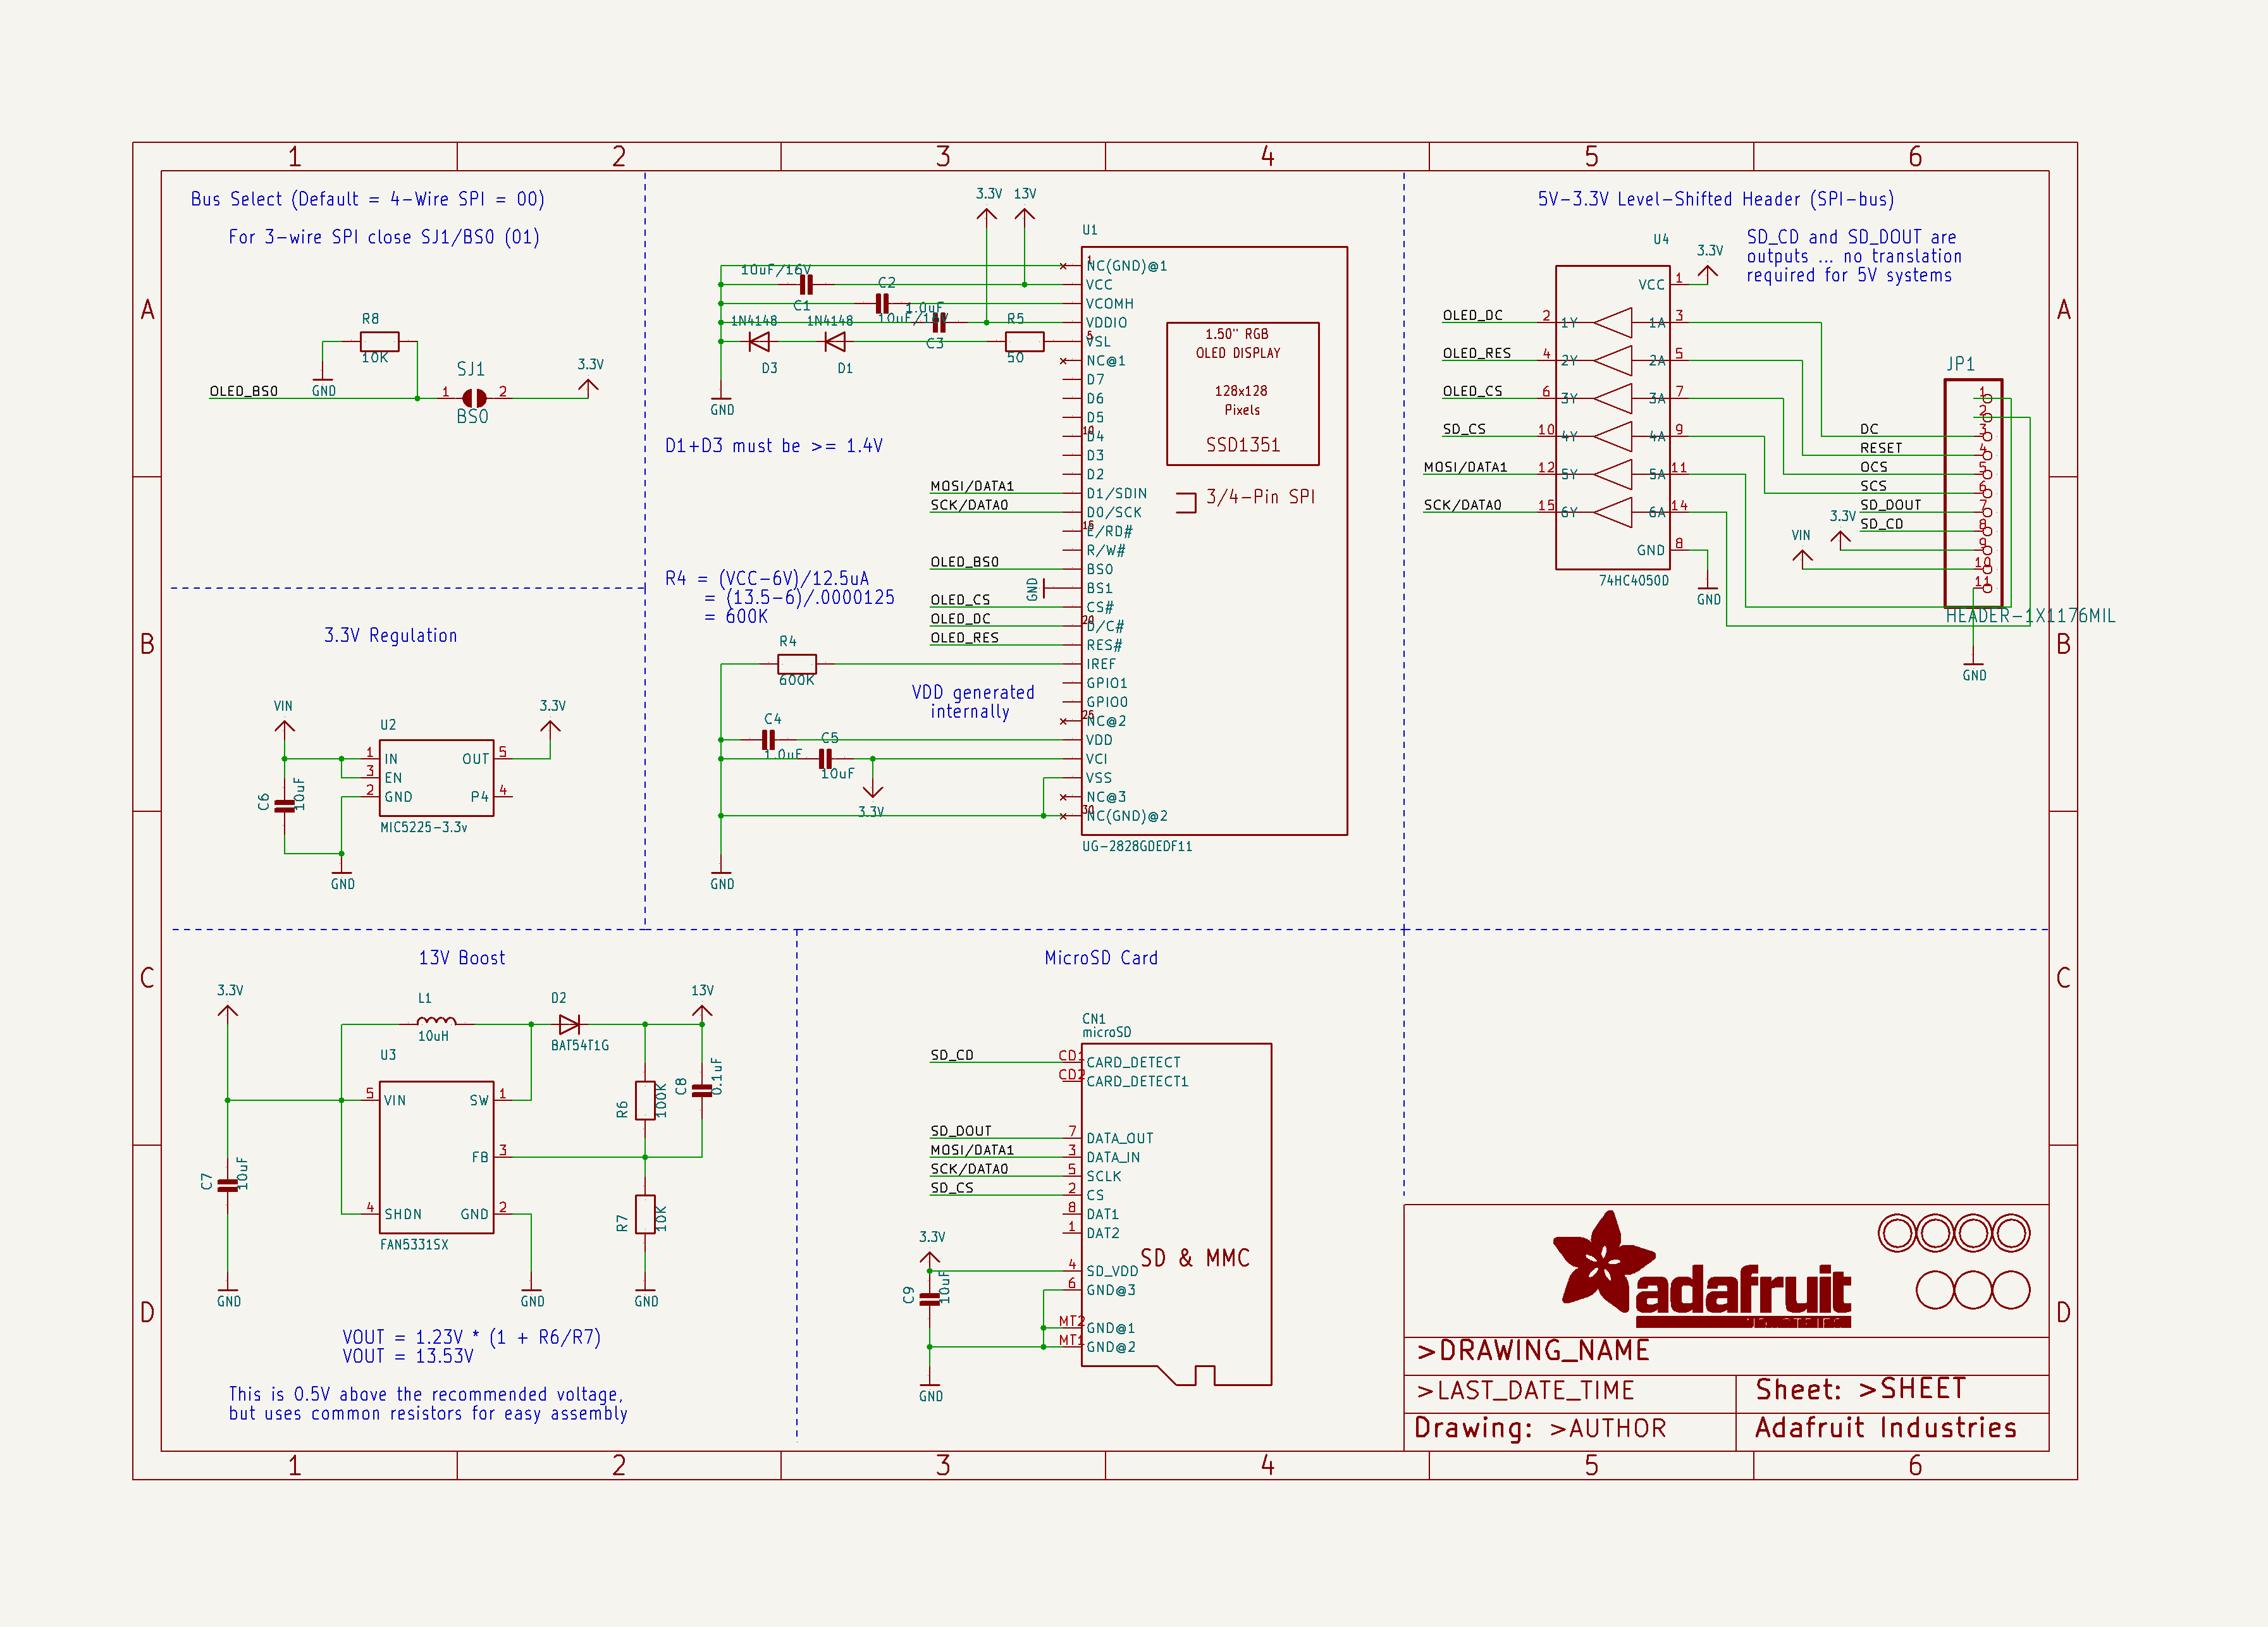 1
2
3
4
5
6
A
B
C
D
Bus Select (Default = 4-Wire SPI = 00)
For 3-wire SPI close SJ1/BS0 (01)
R8
10K
GND
OLED_BS0
SJ1
1
2
BS0
3.3V
3.3V Regulation
VIN
U2
3.3V
1
IN
3
EN
2
GND
OUT
5
P4
4
C6
10uF
MIC5225-3.3v
GND
3.3V
13V
U1
10uF/16V
C1
C2
1.0uF
10uF/16V
C3
1N4148
1N4148
D3
D1
R5
50
GND
D1+D3 must be >= 1.4V
1
NC(GND)@1
VCC
VCOMH
VDDIO
5
VSL
NC@1
D7
D6
D5
10
D4
D3
D2
MOSI/DATA1
D1/SDIN
SCK/DATA0
D0/SCK
15
E/RD#
R/W#
OLED_BS0
BS0
GND
BS1
OLED_CS
CS#
OLED_DC
20
D/C#
OLED_RES
RES#
IREF
GPIO1
GPIO0
25
NC@2
VDD
VCI
VSS
NC@3
30
NC(GND)@2
UG-2828GDEDF11
1.50" RGB
OLED DISPLAY
128x128
Pixels
SSD1351
3/4-Pin SPI
R4 = (VCC-6V)/12.5uA
= (13.5-6)/.0000125
= 600K
R4
600K
VDD generated
internally
C4
1.0uF
C5
10uF
3.3V
GND
5V-3.3V Level-Shifted Header (SPI-bus)
SD_CD and SD_DOUT are
outputs ... no translation
required for 5V systems
U4
3.3V
VCC
1
OLED_DC
2
1Y
1A
3
OLED_RES
4
2Y
2A
5
OLED_CS
6
3Y
3A
7
SD_CS
10
4Y
4A
9
MOSI/DATA1
12
5Y
5A
11
SCK/DATA0
15
6Y
6A
14
GND
8
74HC4050D
GND
JP1
1
2
DC
3
RESET
4
OCS
5
SCS
6
SD_DOUT
7
SD_CD
8
3.3V
9
VIN
10
11
HEADER-1X1176MIL
GND
13V Boost
3.3V
L1
10uH
D2
BAT54T1G
13V
U3
5
VIN
SW
1
FB
3
4
SHDN
GND
2
FAN5331SX
C7
10uF
R6
100K
C8
0.1uF
R7
10K
GND
GND
GND
VOUT = 1.23V * (1 + R6/R7)
VOUT = 13.53V
This is 0.5V above the recommended voltage,
but uses common resistors for easy assembly
MicroSD Card
CN1
microSD
SD_CD
CD1
CARD_DETECT
CD2
CARD_DETECT1
SD_DOUT
7
DATA_OUT
MOSI/DATA1
3
DATA_IN
SCK/DATA0
5
SCLK
SD_CS
2
CS
8
DAT1
1
DAT2
SD & MMC
3.3V
4
SD_VDD
6
GND@3
C9
10uF
MT2
GND@1
MT1
GND@2
GND
adafruit
>DRAWING_NAME
>LAST_DATE_TIME
Sheet: >SHEET
Drawing: >AUTHOR
Adafruit Industries
A
B
C
D
1
2
3
4
5
6